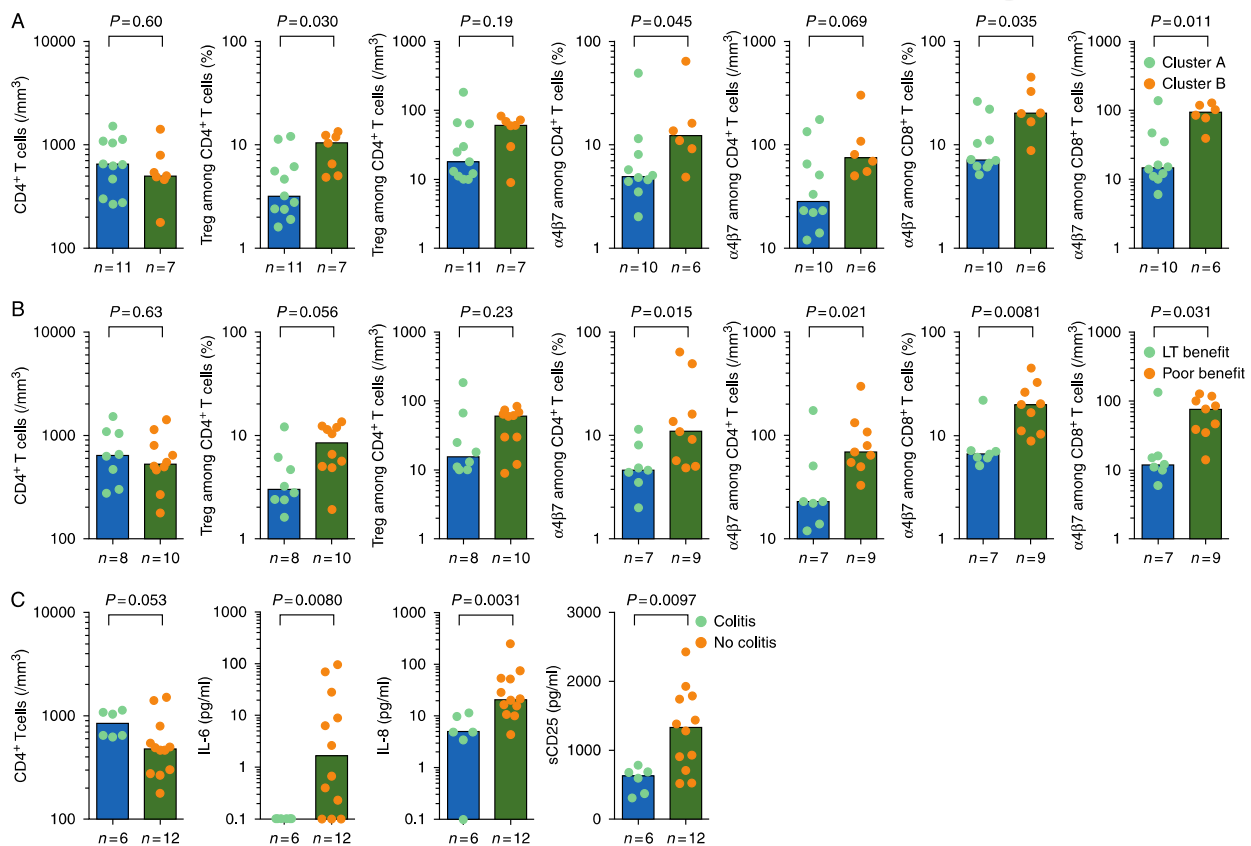 A
P=0.60
P=0.030
P=0.19
P=0.045
P=0.069
P=0.035
P=0.011
CD4⁺ T cells (/mm³)
10000
1000
100
n=11
n=7
Treg among CD4⁺ T cells (%)
100
10
1
n=11
n=7
Treg among CD4⁺ T cells (/mm³)
1000
100
10
1
n=11
n=7
α4β7 among CD4⁺ T cells (%)
100
10
1
n=10
n=6
α4β7 among CD4⁺ T cells (/mm³)
1000
100
10
n=10
n=6
α4β7 among CD8⁺ T cells (%)
100
10
1
n=10
n=6
α4β7 among CD8⁺ T cells (/mm³)
1000
100
10
1
n=10
n=6
Cluster A
Cluster B
B
P=0.63
P=0.056
P=0.23
P=0.015
P=0.021
P=0.0081
P=0.031
CD4⁺ T cells (/mm³)
10000
1000
100
n=8
n=10
Treg among CD4⁺ T cells (%)
100
10
1
n=8
n=10
Treg among CD4⁺ T cells (/mm³)
1000
100
10
1
n=8
n=10
α4β7 among CD4⁺ T cells (%)
100
10
1
n=7
n=9
α4β7 among CD4⁺ T cells (/mm³)
1000
100
10
n=7
n=9
α4β7 among CD8⁺ T cells (%)
100
10
1
n=7
n=9
α4β7 among CD8⁺ T cells (/mm³)
1000
100
10
1
n=7
n=9
LT benefit
Poor benefit
C
P=0.053
P=0.0080
P=0.0031
P=0.0097
CD4⁺ Tcells (/mm³)
10000
1000
100
n=6
n=12
IL-6 (pg/ml)
1000
100
10
1
0.1
n=6
n=12
IL-8 (pg/ml)
1000
100
10
1
0.1
n=6
n=12
sCD25 (pg/ml)
3000
2000
1000
0
n=6
n=12
Colitis
No colitis